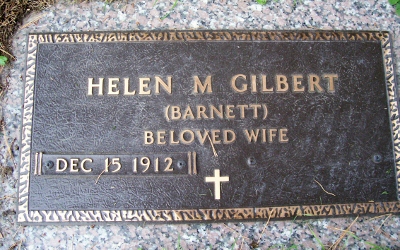 HELEN M GILBERT
(BARNETT)
BELOVED WIFE
DEC 15 1912